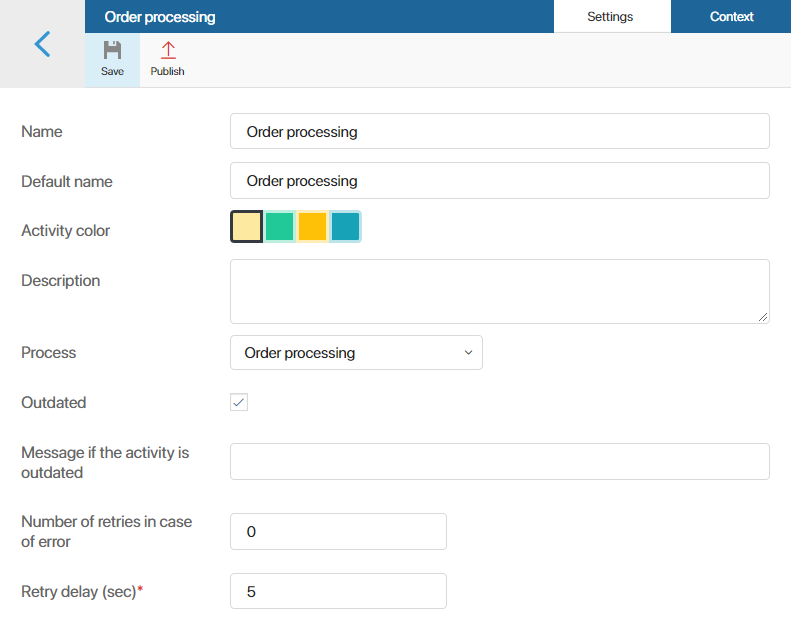 Order processing
Settings
Context
Save
Publish
Name
Order processing
Default name
Order processing
Activity color
Description
Process
Order processing
Outdated
Message if the activity is
outdated
Number of retries in case
of error
0
Retry delay (sec)*
5